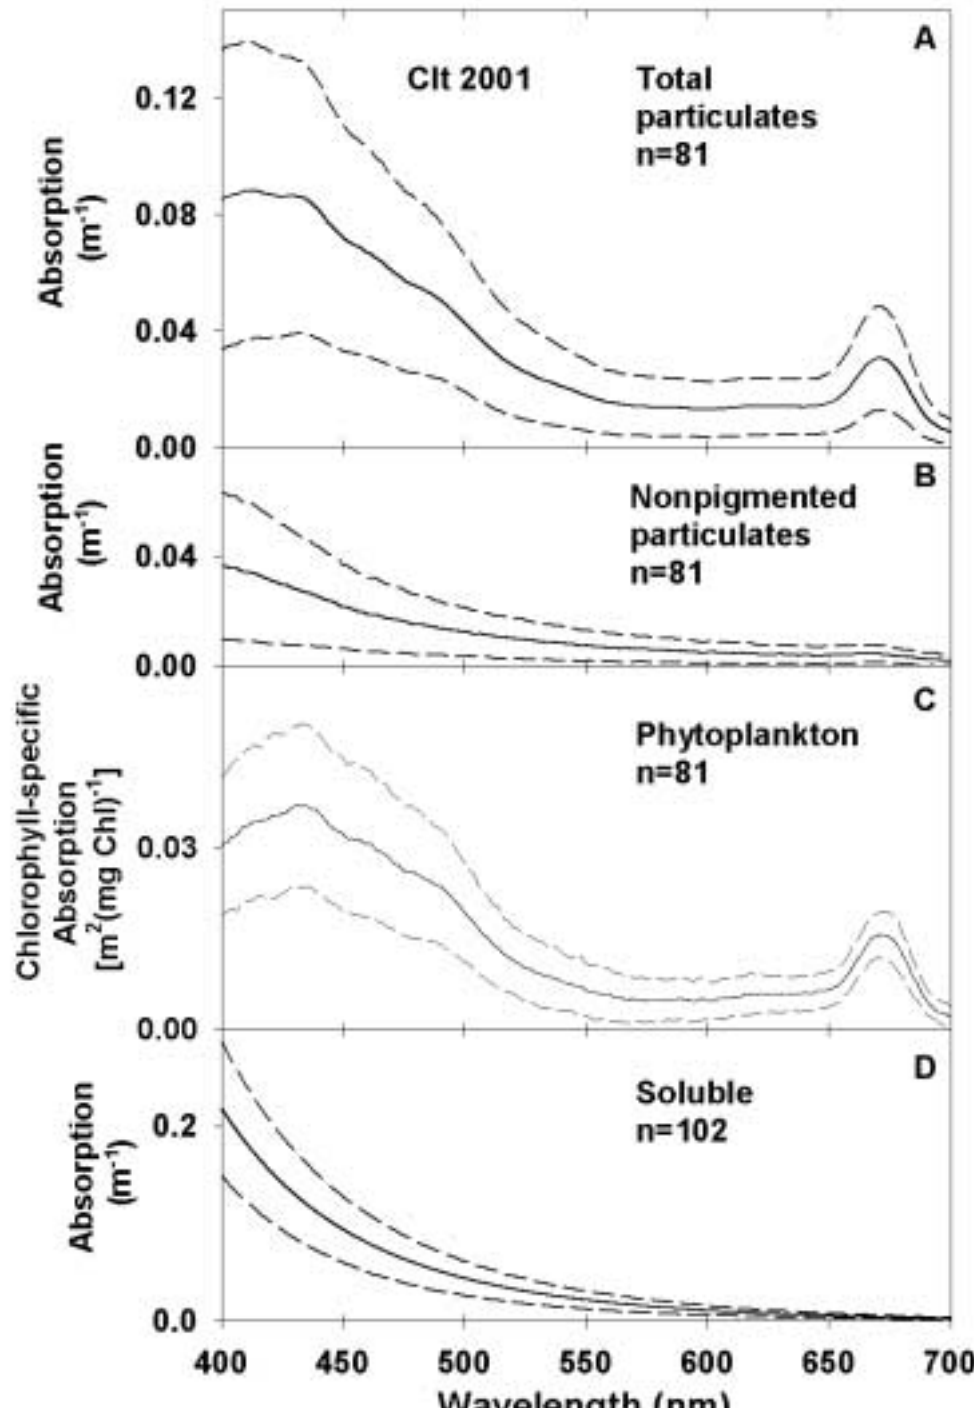 A
Clt 2001
Total
particulates
n=81
Absorption
(m⁻¹)
0.12
0.08
0.04
0.00
B
Nonpigmented
particulates
n=81
Absorption
(m⁻¹)
0.04
0.00
C
Phytoplankton
n=81
Chlorophyll-specific
Absorption
[m²(mg Chl)⁻¹]
0.03
0.00
D
Soluble
n=102
Absorption
(m⁻¹)
0.2
0.0
400 450 500 550 600 650 700
Wavelength (nm)